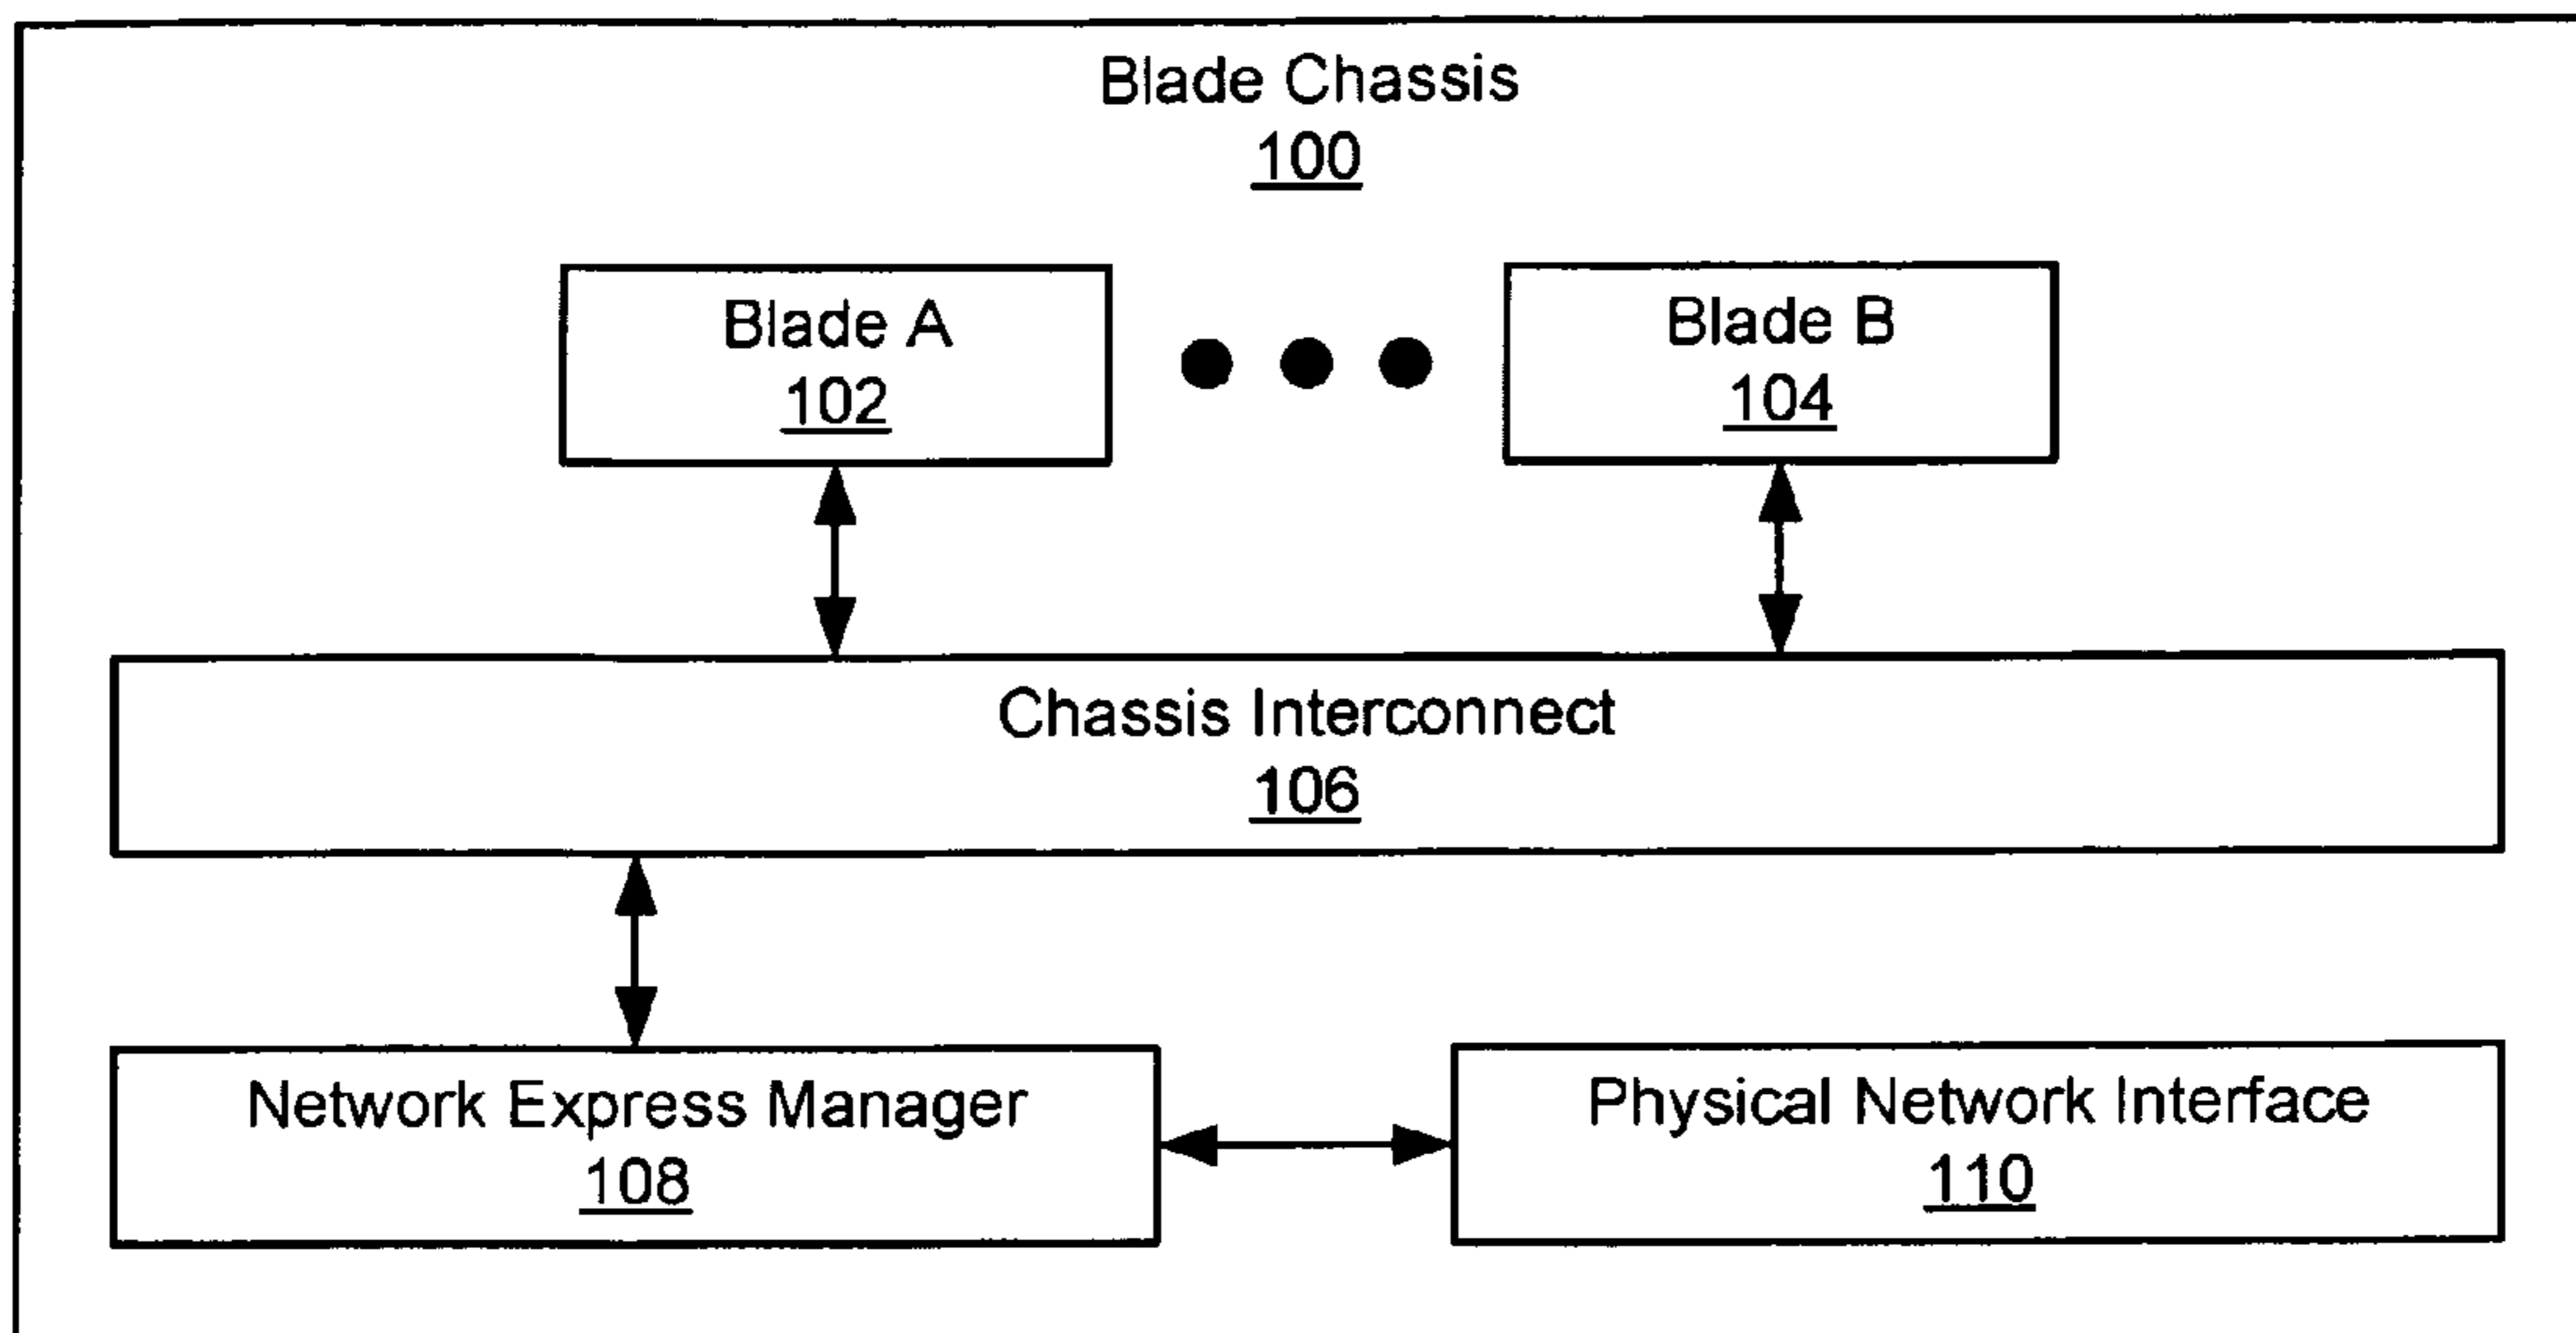 Blade Chassis
100
Blade A
102
Blade B
104
Chassis Interconnect
106
Network Express Manager
108
Physical Network Interface
110